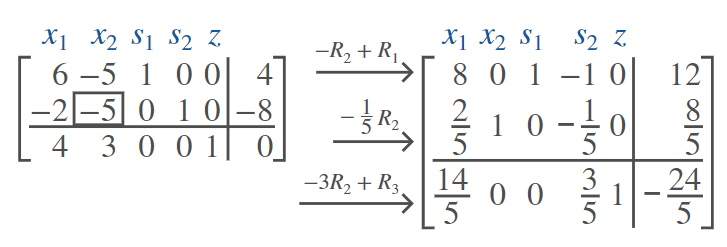 x₁ x₂ s₁ s₂ z
6 −5 1 0 0 4
−2 −5 0 1 0 −8
4 3 0 0 1 0
−R₂ + R₁
−1/5 R₂
−3R₂ + R₃
x₁ x₂ s₁ s₂ z
8 0 1 −1 0 12
2/5 1 0 −1/5 0 8/5
14/5 0 0 3/5 1 −24/5